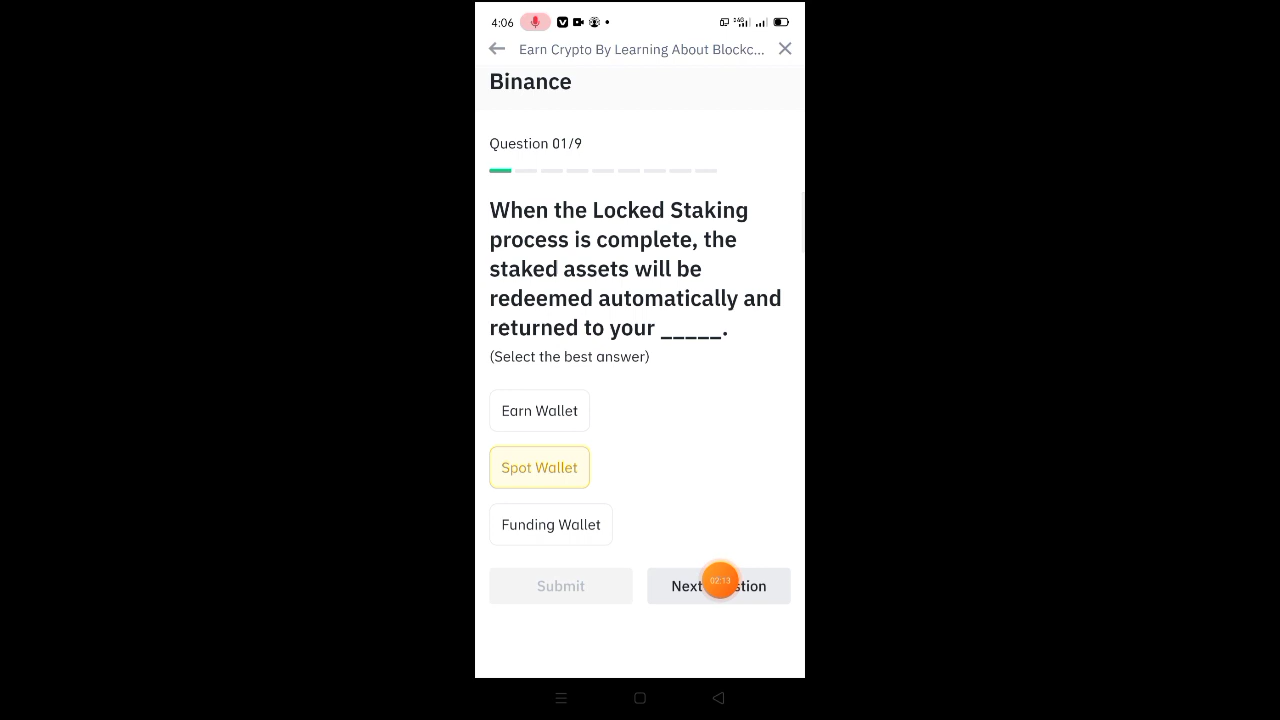 4:06
Earn Crypto By Learning About Blockc...
Binance
Question 01/9
When the Locked Staking
process is complete, the
staked assets will be
redeemed automatically and
returned to your _____.
(Select the best answer)
Earn Wallet
Spot Wallet
Funding Wallet
Submit
Next stion
02:13